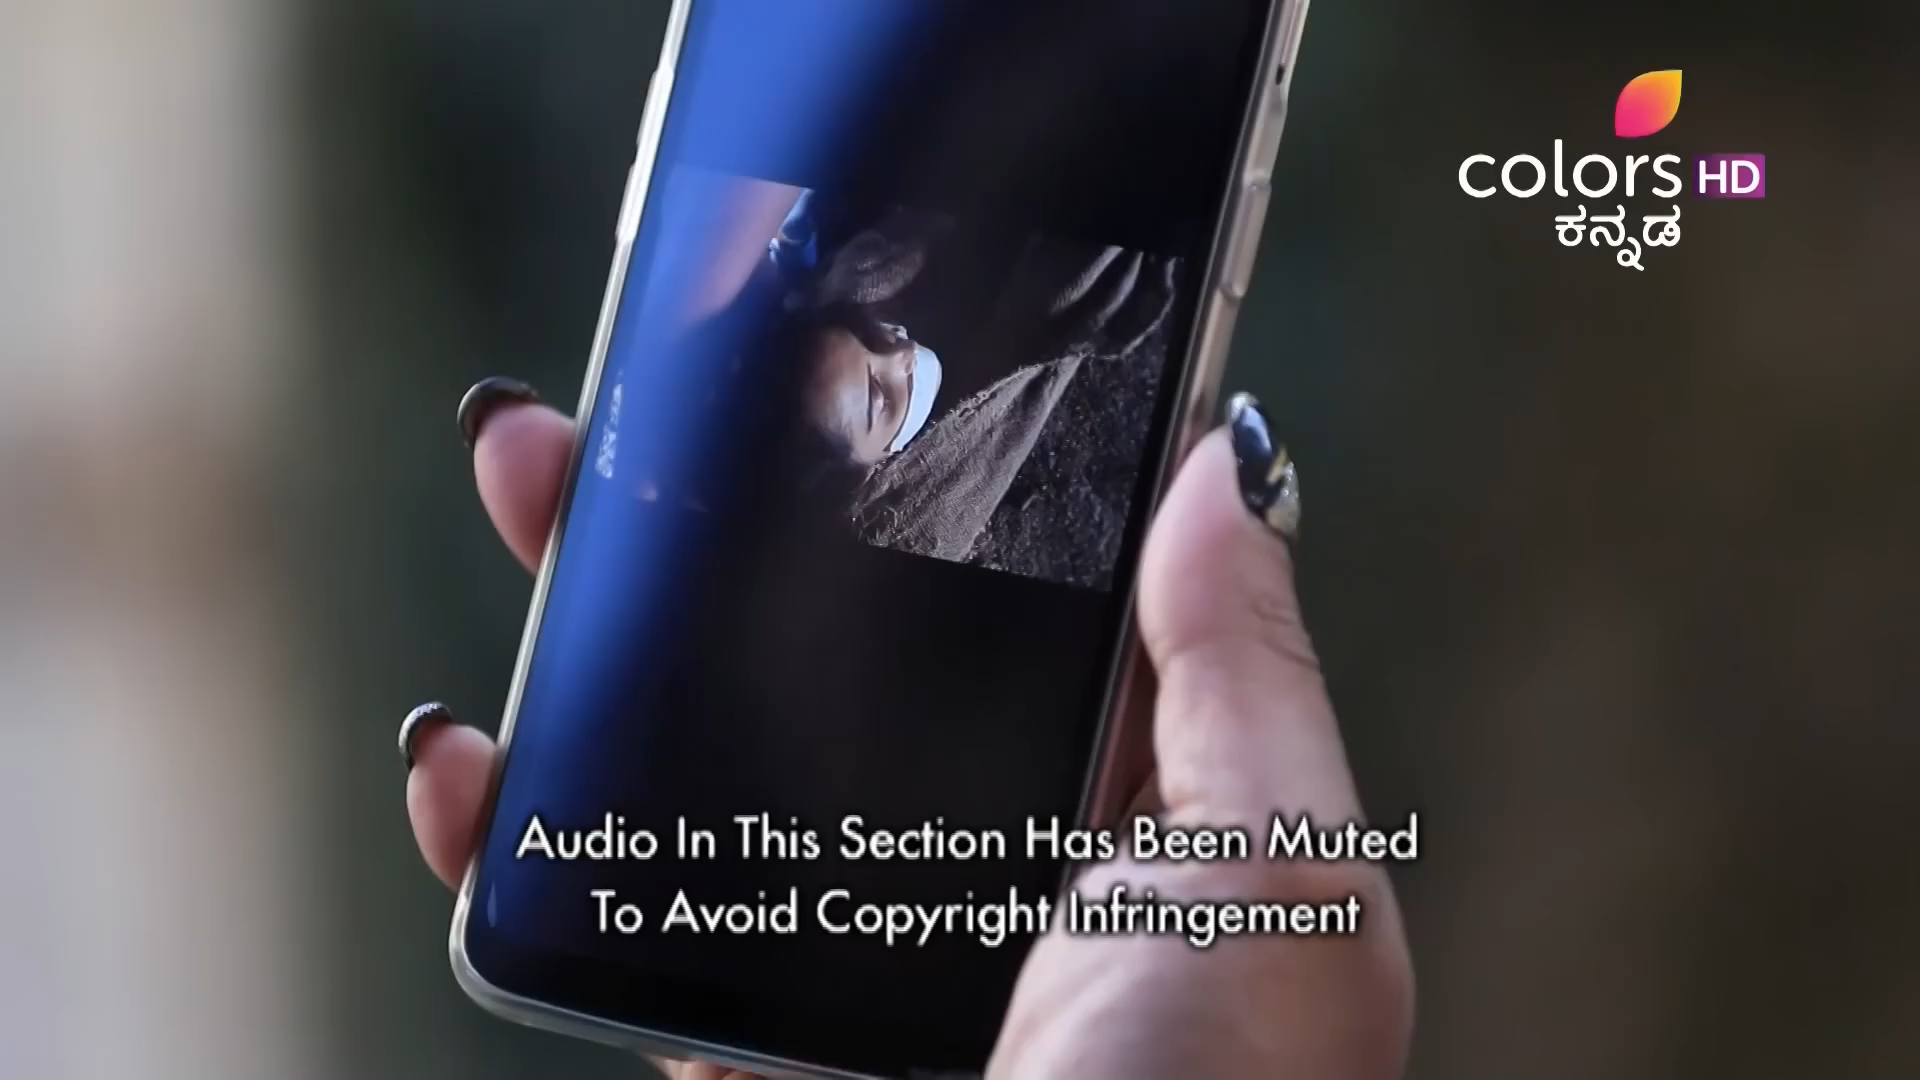 colors HD
ಕನ್ನಡ
Audio In This Section Has Been Muted
To Avoid Copyright Infringement